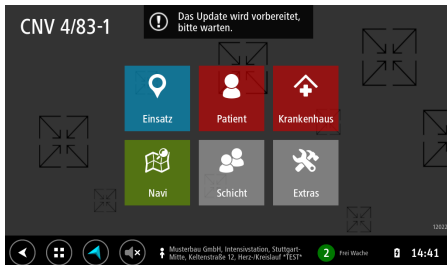 CNV 4/83-1
Das Update wird vorbereitet,
bitte warten.
Einsatz
Patient
Krankenhaus
Navi
Schicht
Extras
12022
Musterbau GmbH, Intensivstation, Stuttgart-
Mitte, Keltenstraße 12, Herz-/Kreislauf *TEST*
2
Frei Wache
14:41